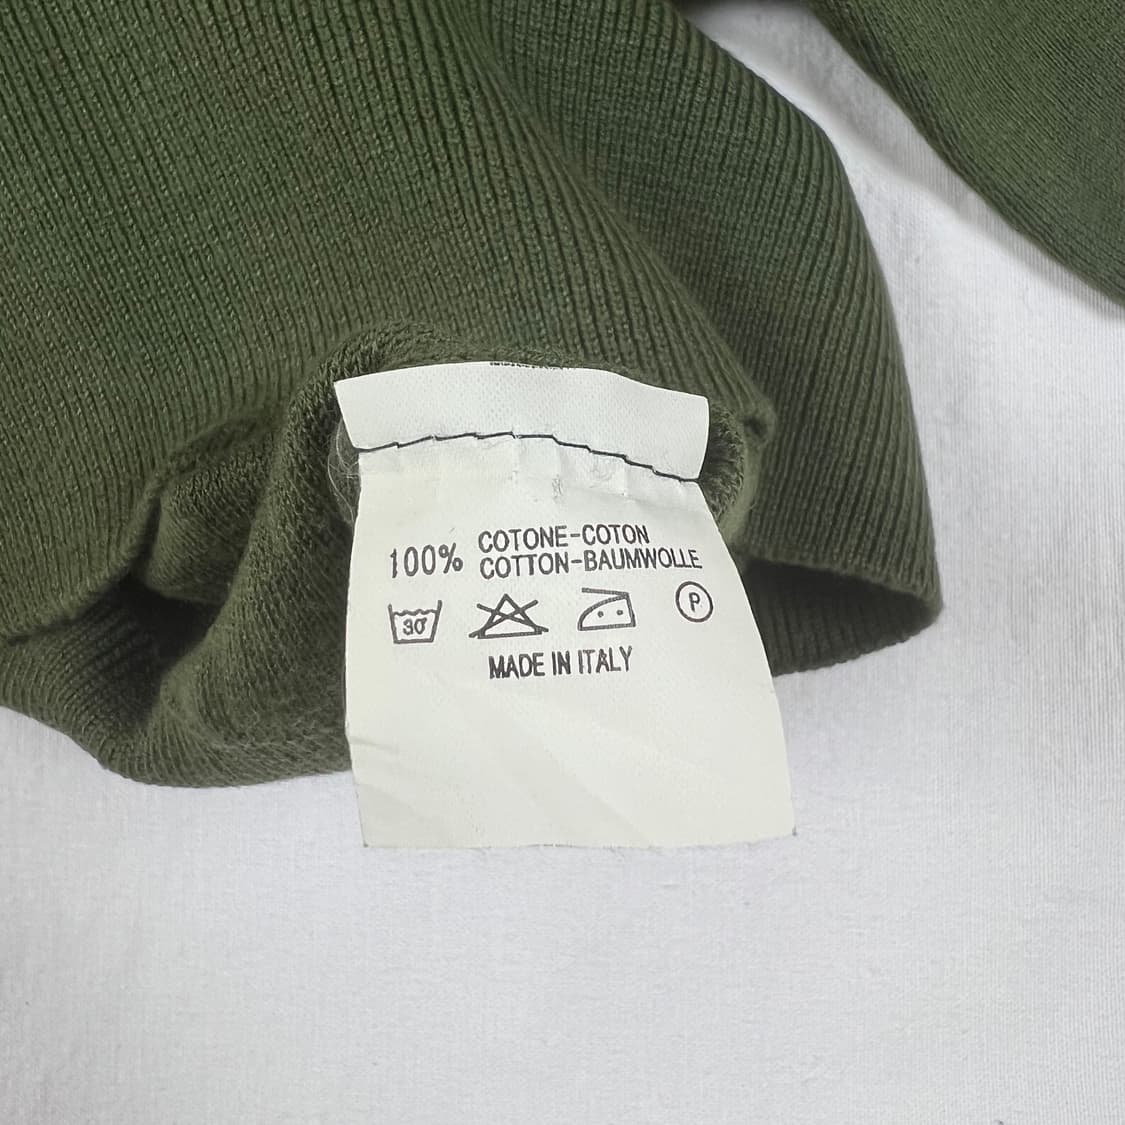 100% COTONE-COTON
COTTON-BAUMWOLLE
30°
P
MADE IN ITALY